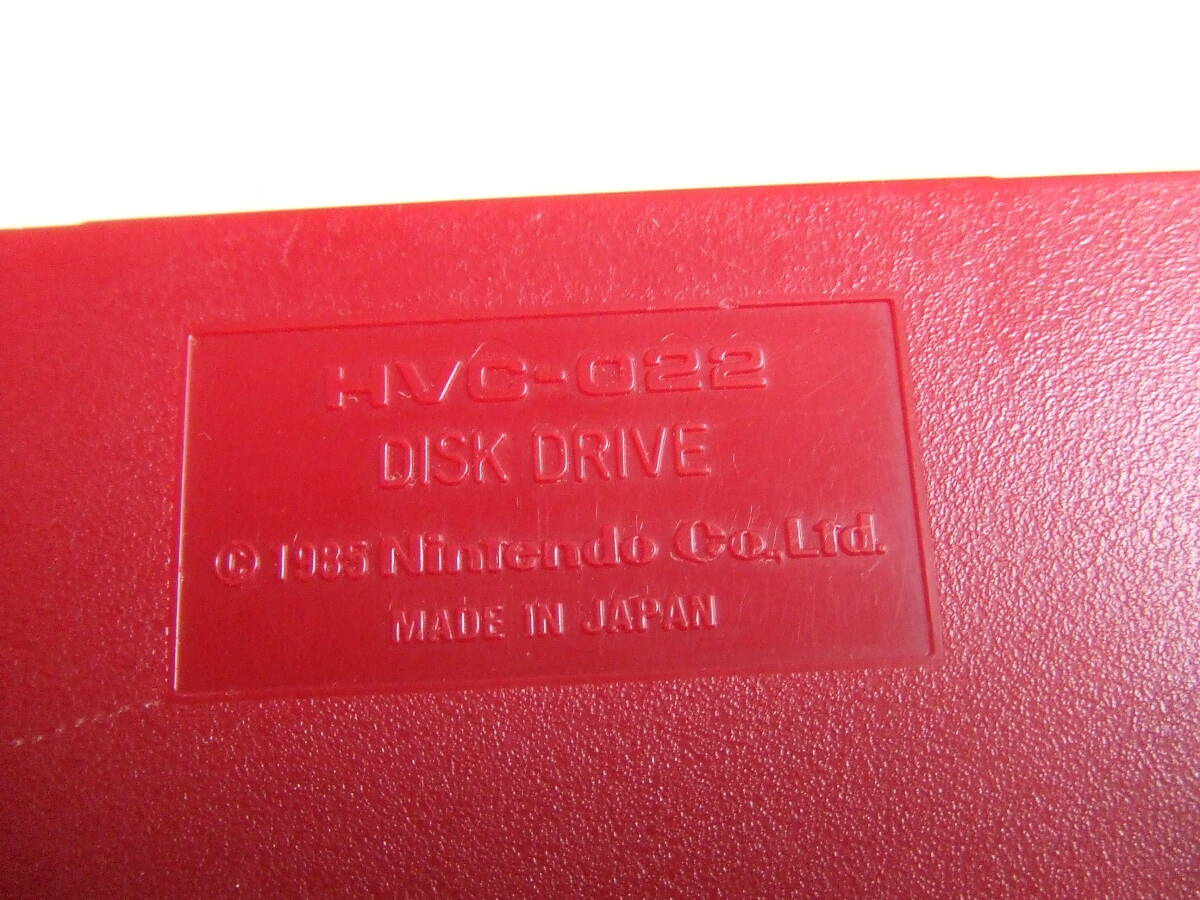 HVC-022
DISK DRIVE
© 1985 Nintendo Co., Ltd.
MADE IN JAPAN